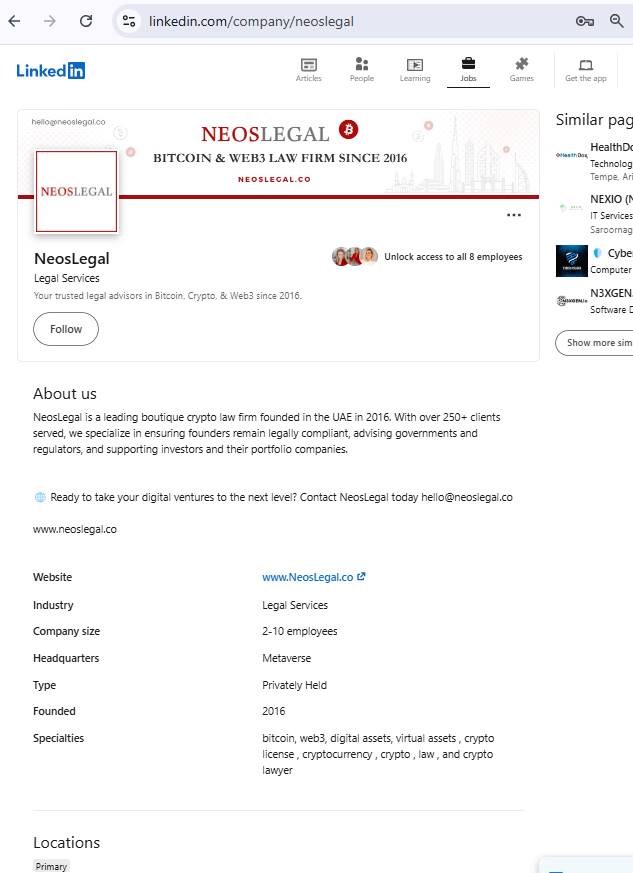 linkedin.com/company/neoslegal
Linkedin
Articles
People
Learning
Jobs
Games
Get the app
hello@neoslegal.co
NEOSLEGAL
BITCOIN & WEB3 LAW FIRM SINCE 2016
NEOSLEGAL.CO
NEOSLEGAL
NeosLegal
Legal Services
Your trusted legal advisors in Bitcoin, Crypto, & Web3 since 2016.
Unlock access to all 8 employees
Follow
Similar pag
HealthDo
Technolog
Tempe, Ari
NEXIO (N
IT Services
Saroornag
Cyber
Computer
N3XGEN.
Software D
Show more sim
About us
NeosLegal is a leading boutique crypto law firm founded in the UAE in 2016. With over 250+ clients
served, we specialize in ensuring founders remain legally compliant, advising governments and
regulators, and supporting investors and their portfolio companies.
Ready to take your digital ventures to the next level? Contact NeosLegal today hello@neoslegal.co
www.neoslegal.co
Website www.NeosLegal.co
Industry Legal Services
Company size 2-10 employees
Headquarters Metaverse
Type Privately Held
Founded 2016
Specialties bitcoin, web3, digital assets, virtual assets , crypto
license , cryptocurrency , crypto , law , and crypto
lawyer
Locations
Primary